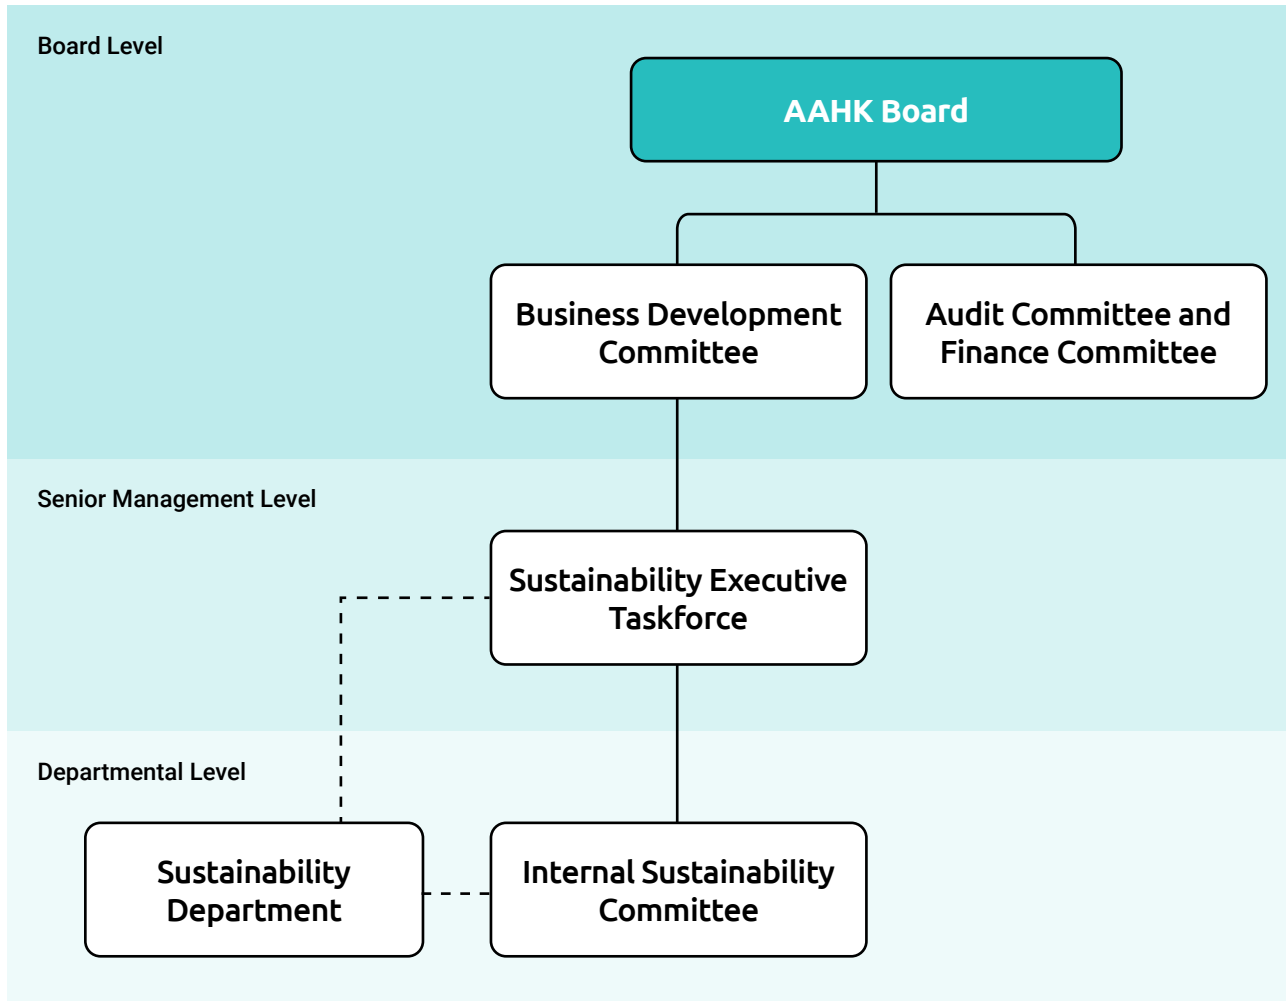 Board Level
AAHK Board
Business Development
Committee
Audit Committee and
Finance Committee
Senior Management Level
Sustainability Executive
Taskforce
Departmental Level
Sustainability
Department
Internal Sustainability
Committee